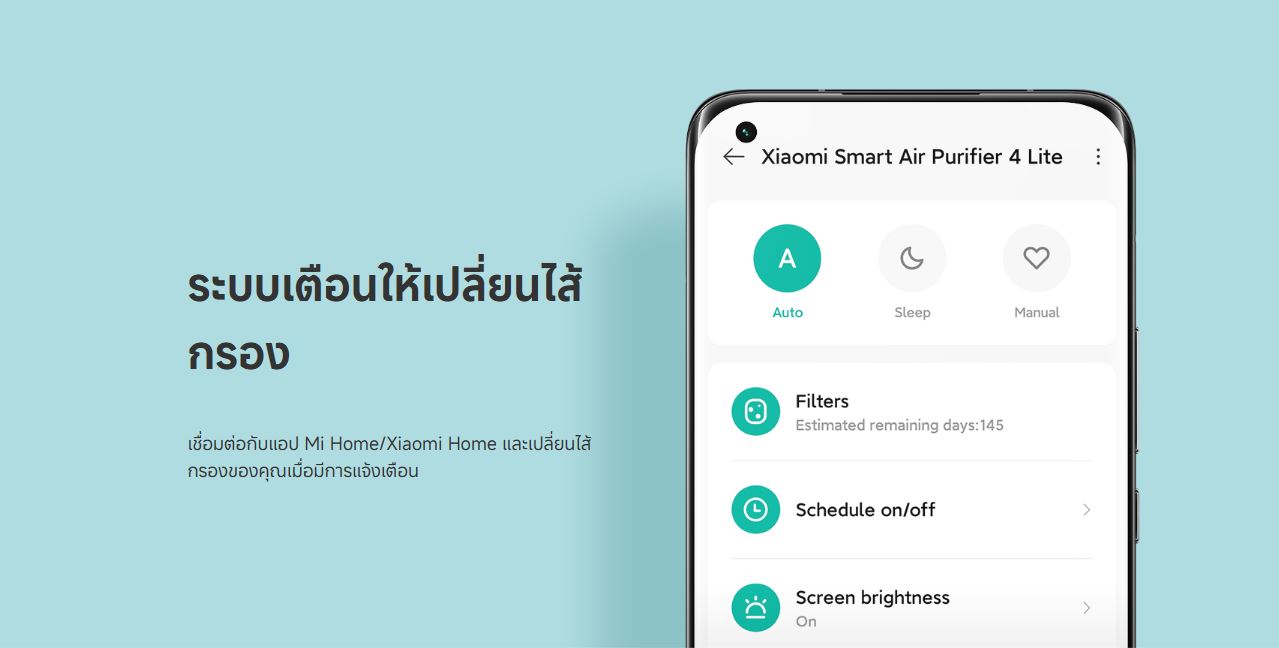 ระบบเตือนให้เปลี่ยนไส้
กรอง
เชื่อมต่อกับแอป Mi Home/Xiaomi Home และเปลี่ยนไส้
กรองของคุณเมื่อมีการแจ้งเตือน
Xiaomi Smart Air Purifier 4 Lite
A
Auto
Sleep
Manual
Filters
Estimated remaining days:145
Schedule on/off
Screen brightness
On